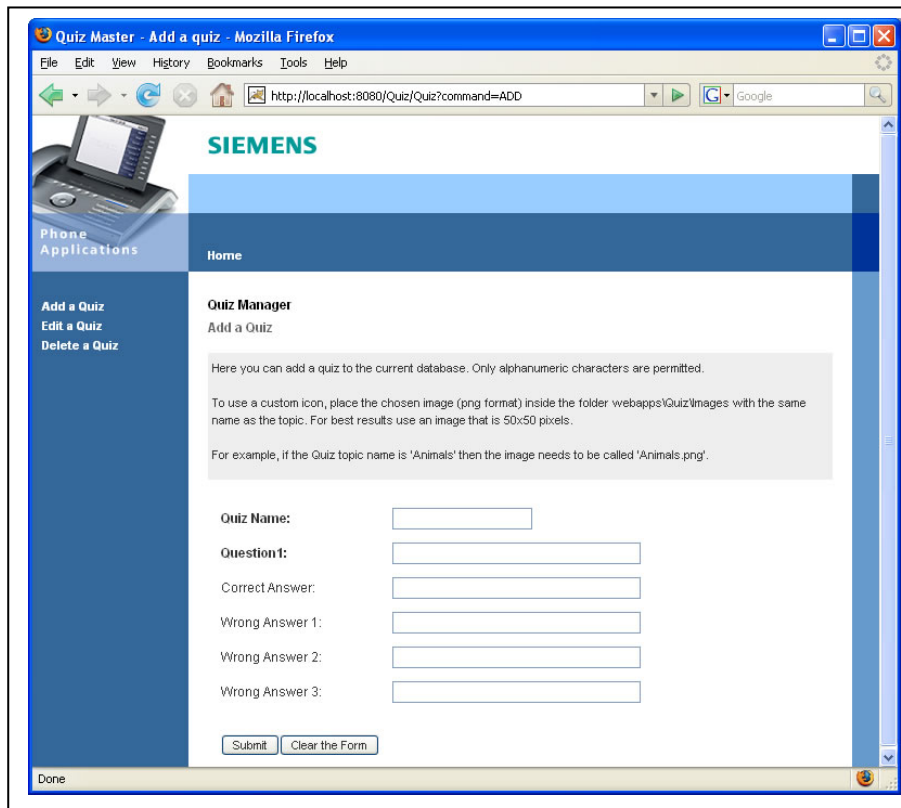 Quiz Master - Add a quiz - Mozilla Firefox
File Edit View History Bookmarks Tools Help
http://localhost:8080/Quiz/Quiz?command=ADD
G Google
SIEMENS
Phone
Applications
Home
Add a Quiz
Edit a Quiz
Delete a Quiz
Quiz Manager
Add a Quiz
Here you can add a quiz to the current database. Only alphanumeric characters are permitted.
To use a custom icon, place the chosen image (png format) inside the folder webapps\Quiz\Images with the same
name as the topic. For best results use an image that is 50x50 pixels.
For example, if the Quiz topic name is 'Animals' then the image needs to be called 'Animals.png'.
Quiz Name:
Question1:
Correct Answer:
Wrong Answer 1:
Wrong Answer 2:
Wrong Answer 3:
Submit Clear the Form
Done